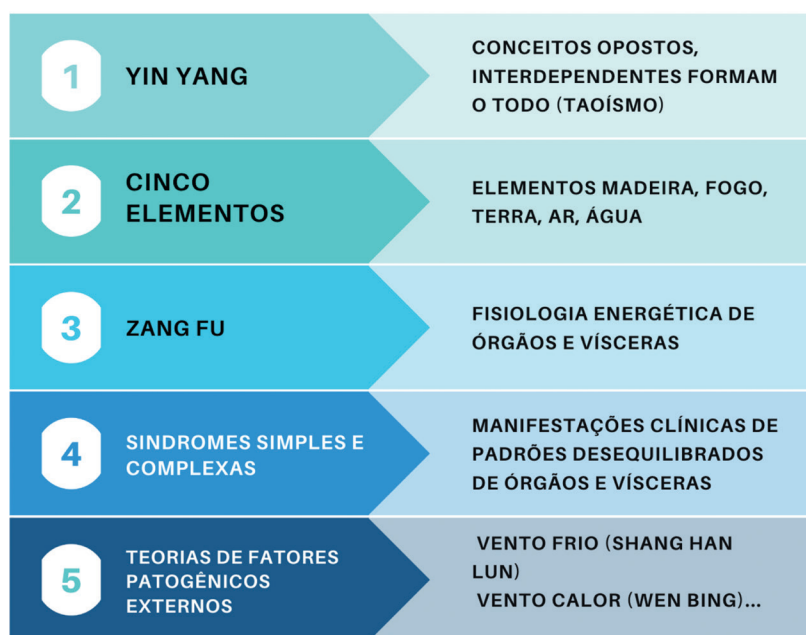 1
YIN YANG
CONCEITOS OPOSTOS,
INTERDEPENDENTES FORMAM
O TODO (TAOÍSMO)
2
CINCO
ELEMENTOS
ELEMENTOS MADEIRA, FOGO,
TERRA, AR, ÁGUA
3
ZANG FU
FISIOLOGIA ENERGÉTICA DE
ÓRGÃOS E VÍSCERAS
4
SINDROMES SIMPLES E
COMPLEXAS
MANIFESTAÇÕES CLÍNICAS DE
PADRÕES DESEQUILIBRADOS
DE ÓRGÃOS E VÍSCERAS
5
TEORIAS DE FATORES
PATOGÊNICOS
EXTERNOS
VENTO FRIO (SHANG HAN
LUN)
VENTO CALOR (WEN BING)...